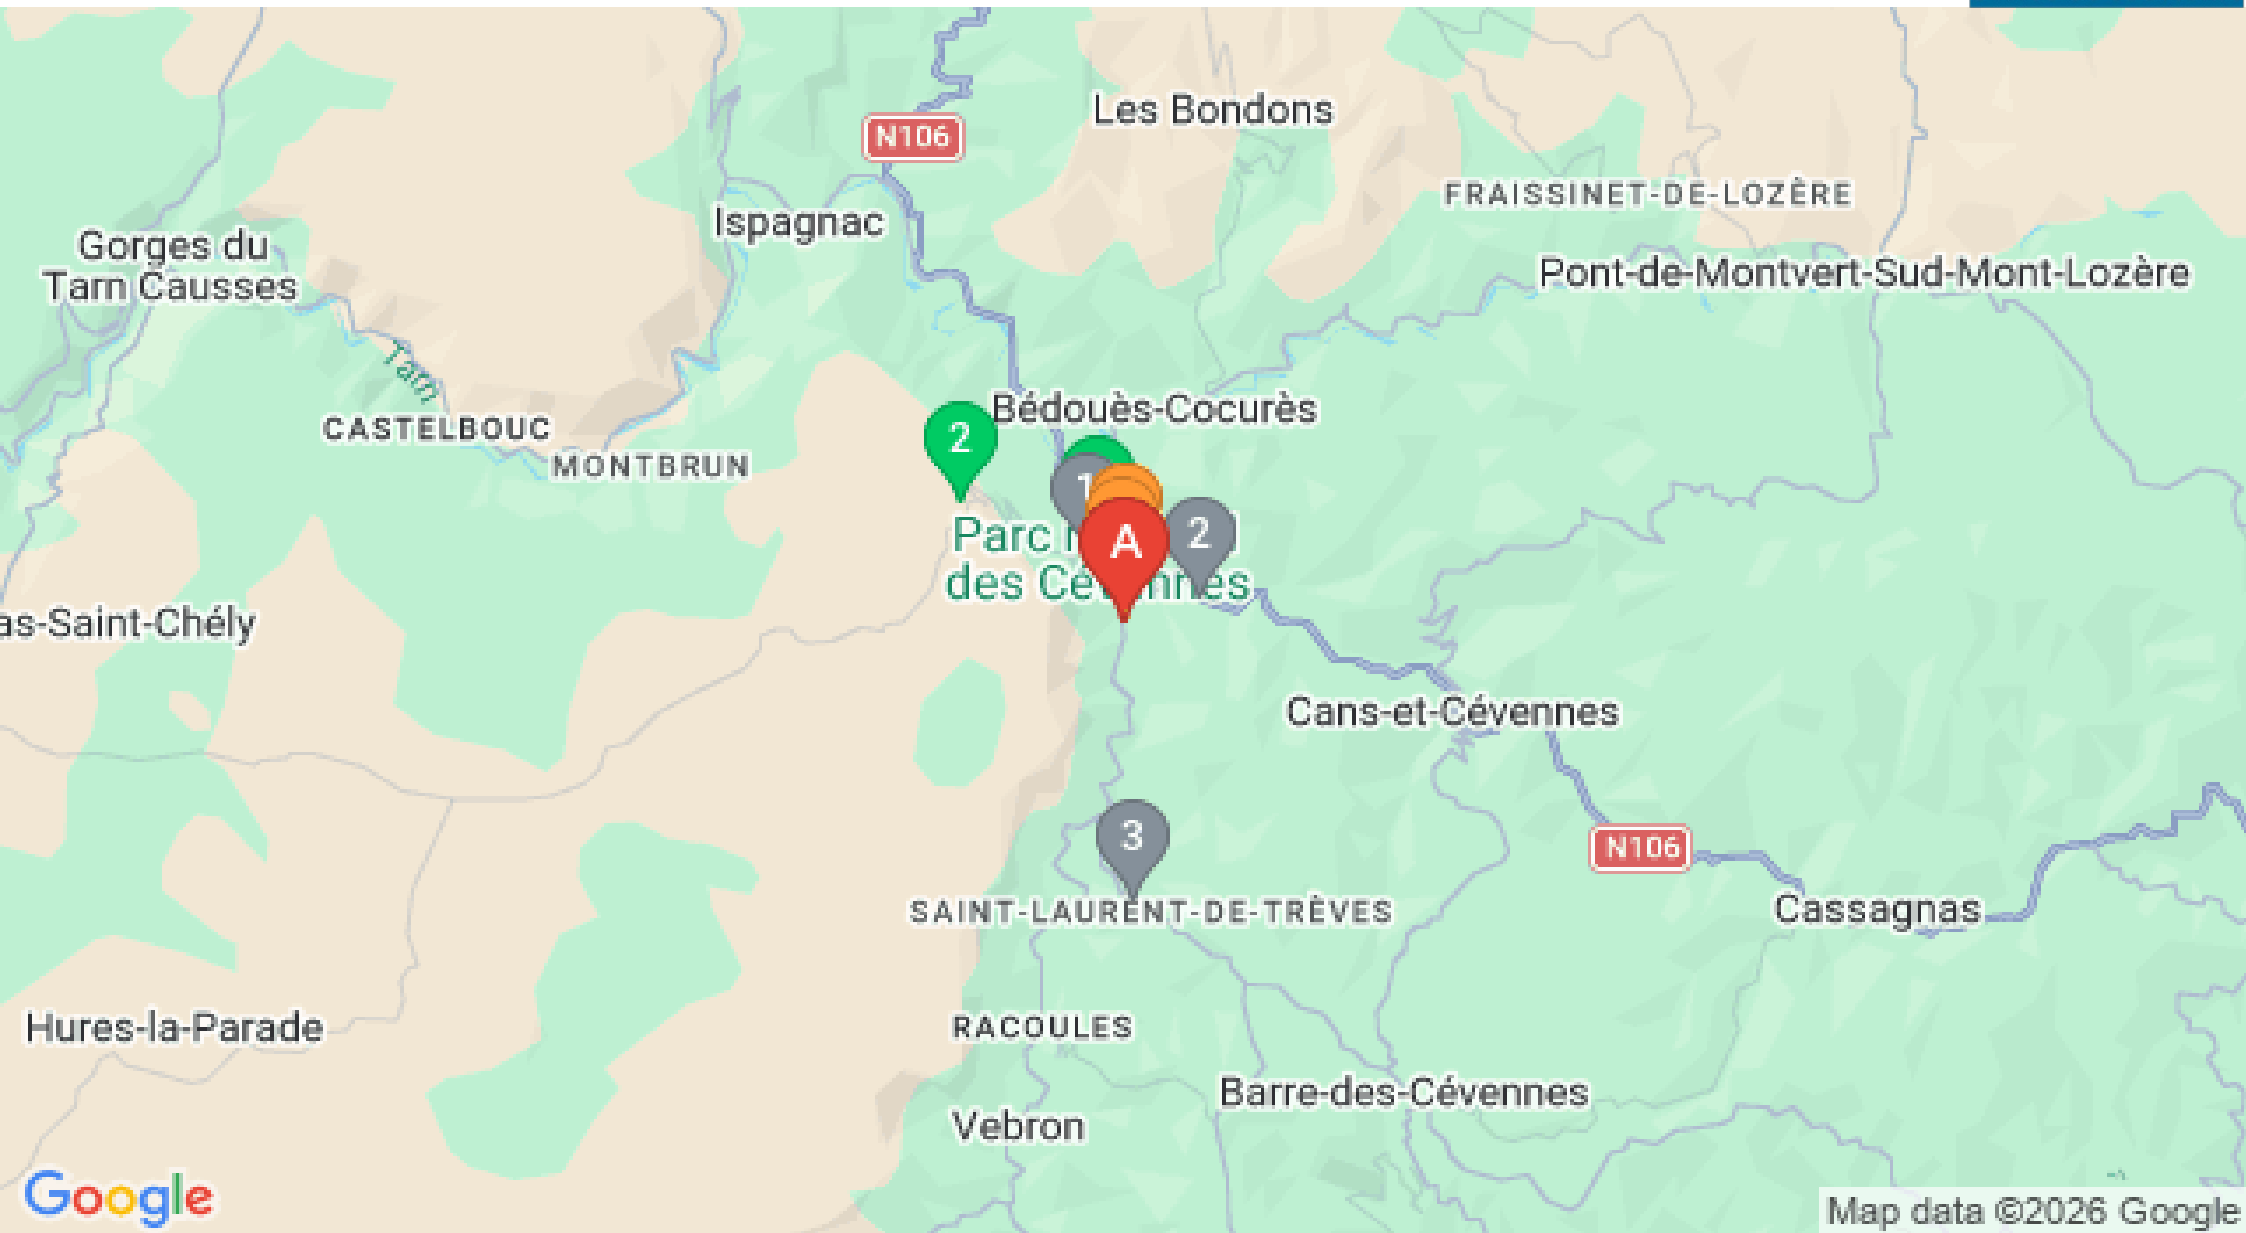 Les Bondons
N106
FRAISSINET-DE-LOZÈRE
Ispagnac
Gorges du
Tarn Causses
Pont-de-Montvert-Sud-Mont-Lozère
Tarn
Bédouès-Cocurès
CASTELBOUC
2
MONTBRUN
1
Parc
A
2
des Cévennes
as-Saint-Chély
Cans-et-Cévennes
3
N106
SAINT-LAURENT-DE-TRÈVES
Cassagnas
Hures-la-Parade
RACOULES
Barre-des-Cévennes
Vebron
Google
Map data ©2026 Google